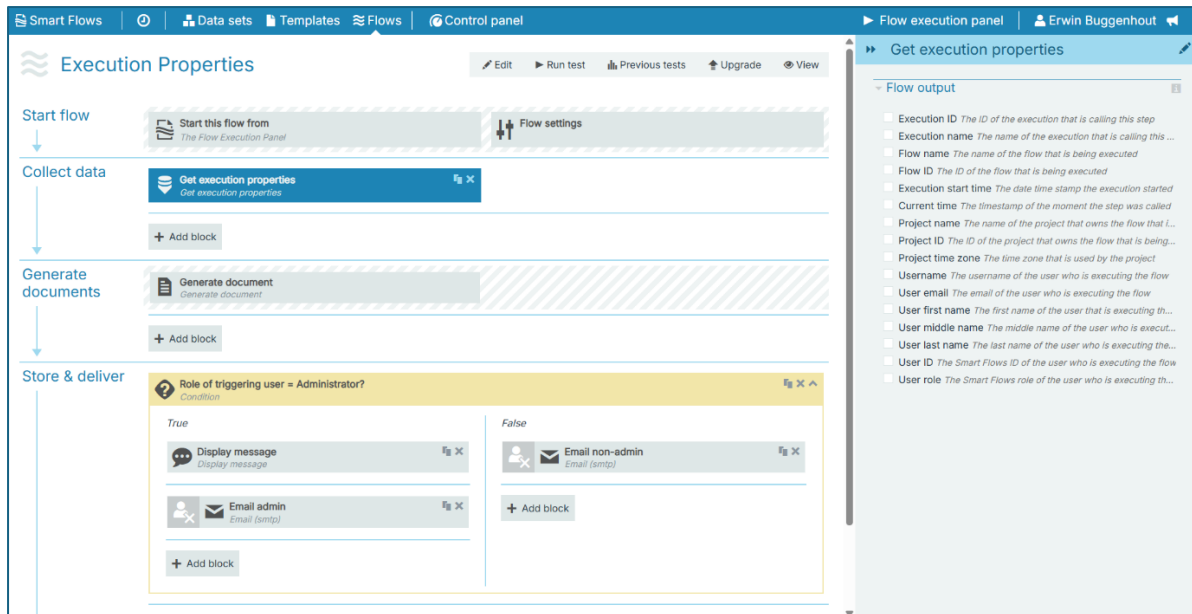 Smart Flows
Data sets
Templates
Flows
Control panel
Flow execution panel
Erwin Buggenhout
Execution Properties
Edit
Run test
Previous tests
Upgrade
View
Start flow
Start this flow from
The Flow Execution Panel
Flow settings
Collect data
Get execution properties
Get execution properties
+ Add block
Generate
documents
Generate document
Generate document
+ Add block
Store & deliver
Role of triggering user = Administrator?
Condition
True
False
Display message
Display message
Email non-admin
Email (smtp)
Email admin
Email (smtp)
+ Add block
+ Add block
Get execution properties
Flow output
Execution ID The ID of the execution that is calling this step
Execution name The name of the execution that is calling this ...
Flow name The name of the flow that is being executed
Flow ID The ID of the flow that is being executed
Execution start time The date time stamp the execution started
Current time The timestamp of the moment the step was called
Project name The name of the project that owns the flow that i...
Project ID The ID of the project that owns the flow that is being...
Project time zone The time zone that is used by the project
Username The username of the user who is executing the flow
User email The email of the user who is executing the flow
User first name The first name of the user that is executing th...
User middle name The middle name of the user who is execut...
User last name The last name of the user who is executing the...
User ID The Smart Flows ID of the user who is executing the flow
User role The Smart Flows role of the user who is executing th...